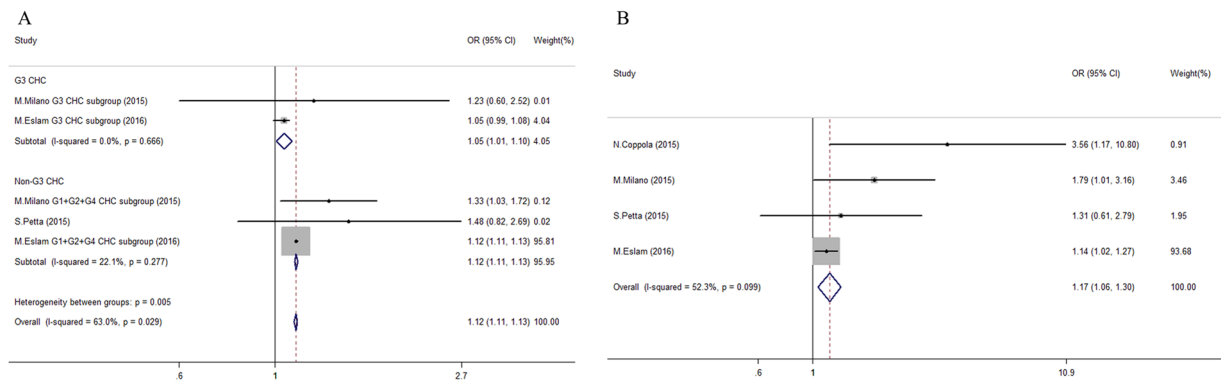 A
Study OR (95% CI) Weight(%)
G3 CHC
M.Milano G3 CHC subgroup (2015) 1.23 (0.60, 2.52) 0.01
M.Eslam G3 CHC subgroup (2016) 1.05 (0.99, 1.08) 4.04
Subtotal (I-squared = 0.0%, p = 0.666) 1.05 (1.01, 1.10) 4.05
Non-G3 CHC
M.Milano G1+G2+G4 CHC subgroup (2015) 1.33 (1.03, 1.72) 0.12
S.Petta (2015) 1.48 (0.82, 2.69) 0.02
M.Eslam G1+G2+G4 CHC subgroup (2016) 1.12 (1.11, 1.13) 95.81
Subtotal (I-squared = 22.1%, p = 0.277) 1.12 (1.11, 1.13) 95.95
Heterogeneity between groups: p = 0.005
Overall (I-squared = 63.0%, p = 0.029) 1.12 (1.11, 1.13) 100.00
.6 1 2.7
B
Study OR (95% CI) Weight(%)
N.Coppola (2015) 3.56 (1.17, 10.80) 0.91
M.Milano (2015) 1.79 (1.01, 3.16) 3.46
S.Petta (2015) 1.31 (0.61, 2.79) 1.95
M.Eslam (2016) 1.14 (1.02, 1.27) 93.68
Overall (I-squared = 52.3%, p = 0.099) 1.17 (1.06, 1.30) 100.00
.6 1 10.9